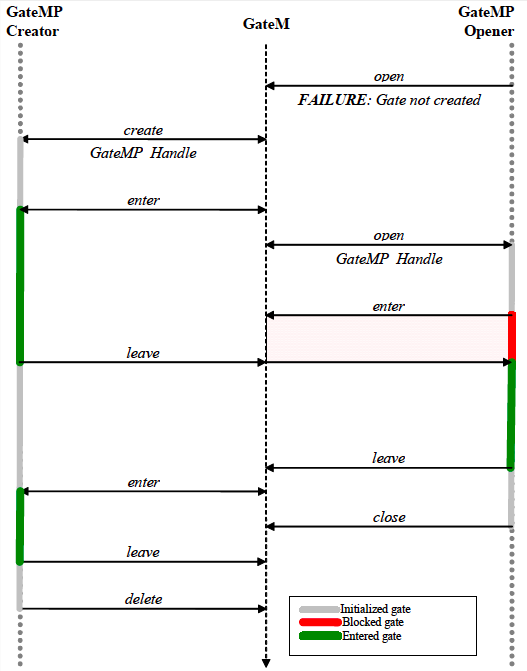 GateMP
Creator
GateM
GateMP
Opener
open
FAILURE: Gate not created
create
GateMP Handle
enter
open
GateMP Handle
enter
leave
leave
enter
close
leave
delete
Initialized gate
Blocked gate
Entered gate